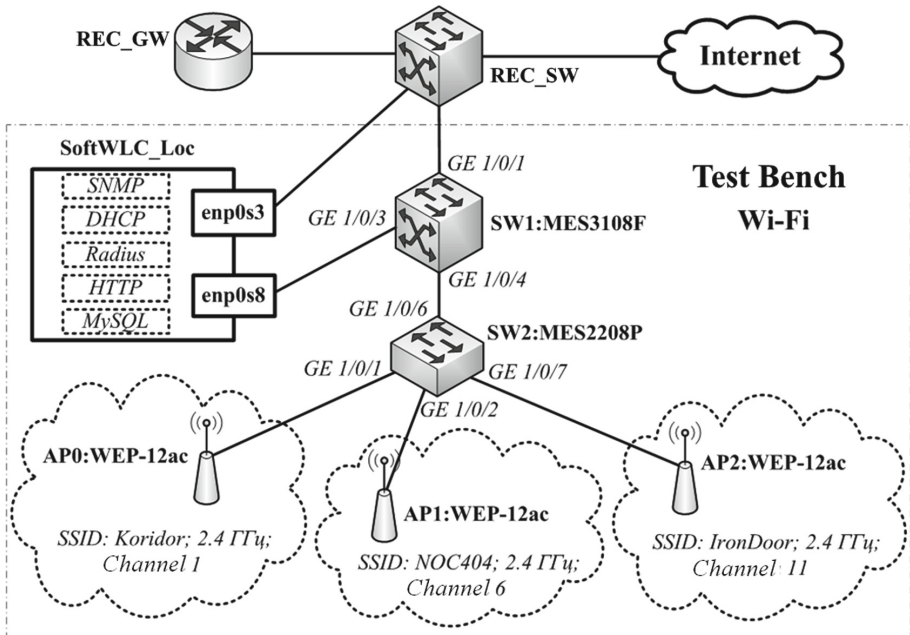 REC_GW
REC_SW
Internet
SoftWLC_Loc
SNMP
DHCP
Radius
HTTP
MySQL
enp0s3
enp0s8
GE 1/0/1
GE 1/0/3
SW1:MES3108F
GE 1/0/4
Test Bench
Wi-Fi
GE 1/0/6
SW2:MES2208P
GE 1/0/1
GE 1/0/7
GE 1/0/2
AP0:WEP-12ac
SSID: Koridor; 2.4 ГГц;
Channel 1
AP1:WEP-12ac
SSID: NOC404; 2.4 ГГц;
Channel 6
AP2:WEP-12ac
SSID: IronDoor; 2.4 ГГц;
Channel 11